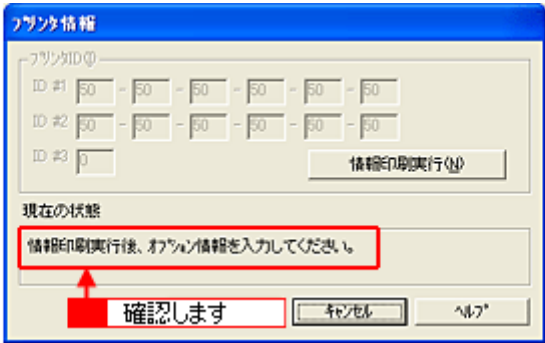 プリンタ情報
プリンタID(I)
ID #1 50 - 50 - 50 - 50 - 50 - 50
ID #2 50 - 50 - 50 - 50 - 50 - 50
ID #3 0
情報印刷実行(N)
現在の状態
情報印刷実行後、オプション情報を入力してください。
確認します
キャンセル
ヘルプ